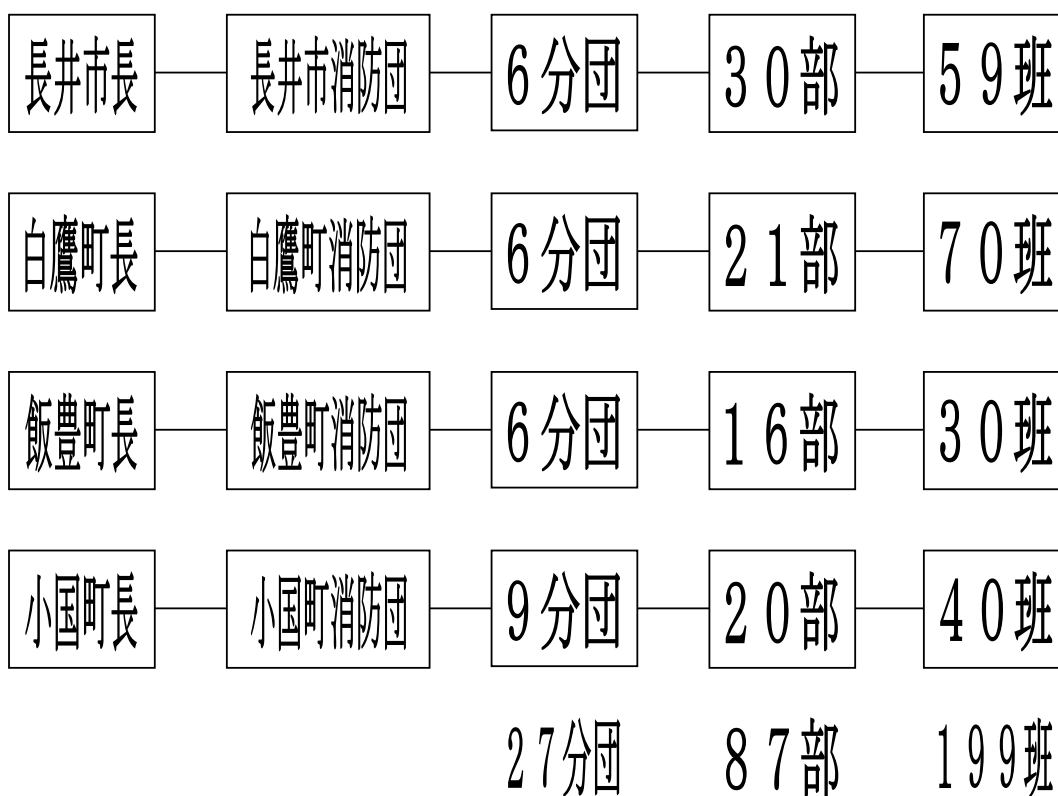 長井市長 長井市消防団 6分団 30部 59班
白鷹町長 白鷹町消防団 6分団 21部 70班
飯豊町長 飯豊町消防団 6分団 16部 30班
小国町長 小国町消防団 9分団 20部 40班
27分団 87部 199班